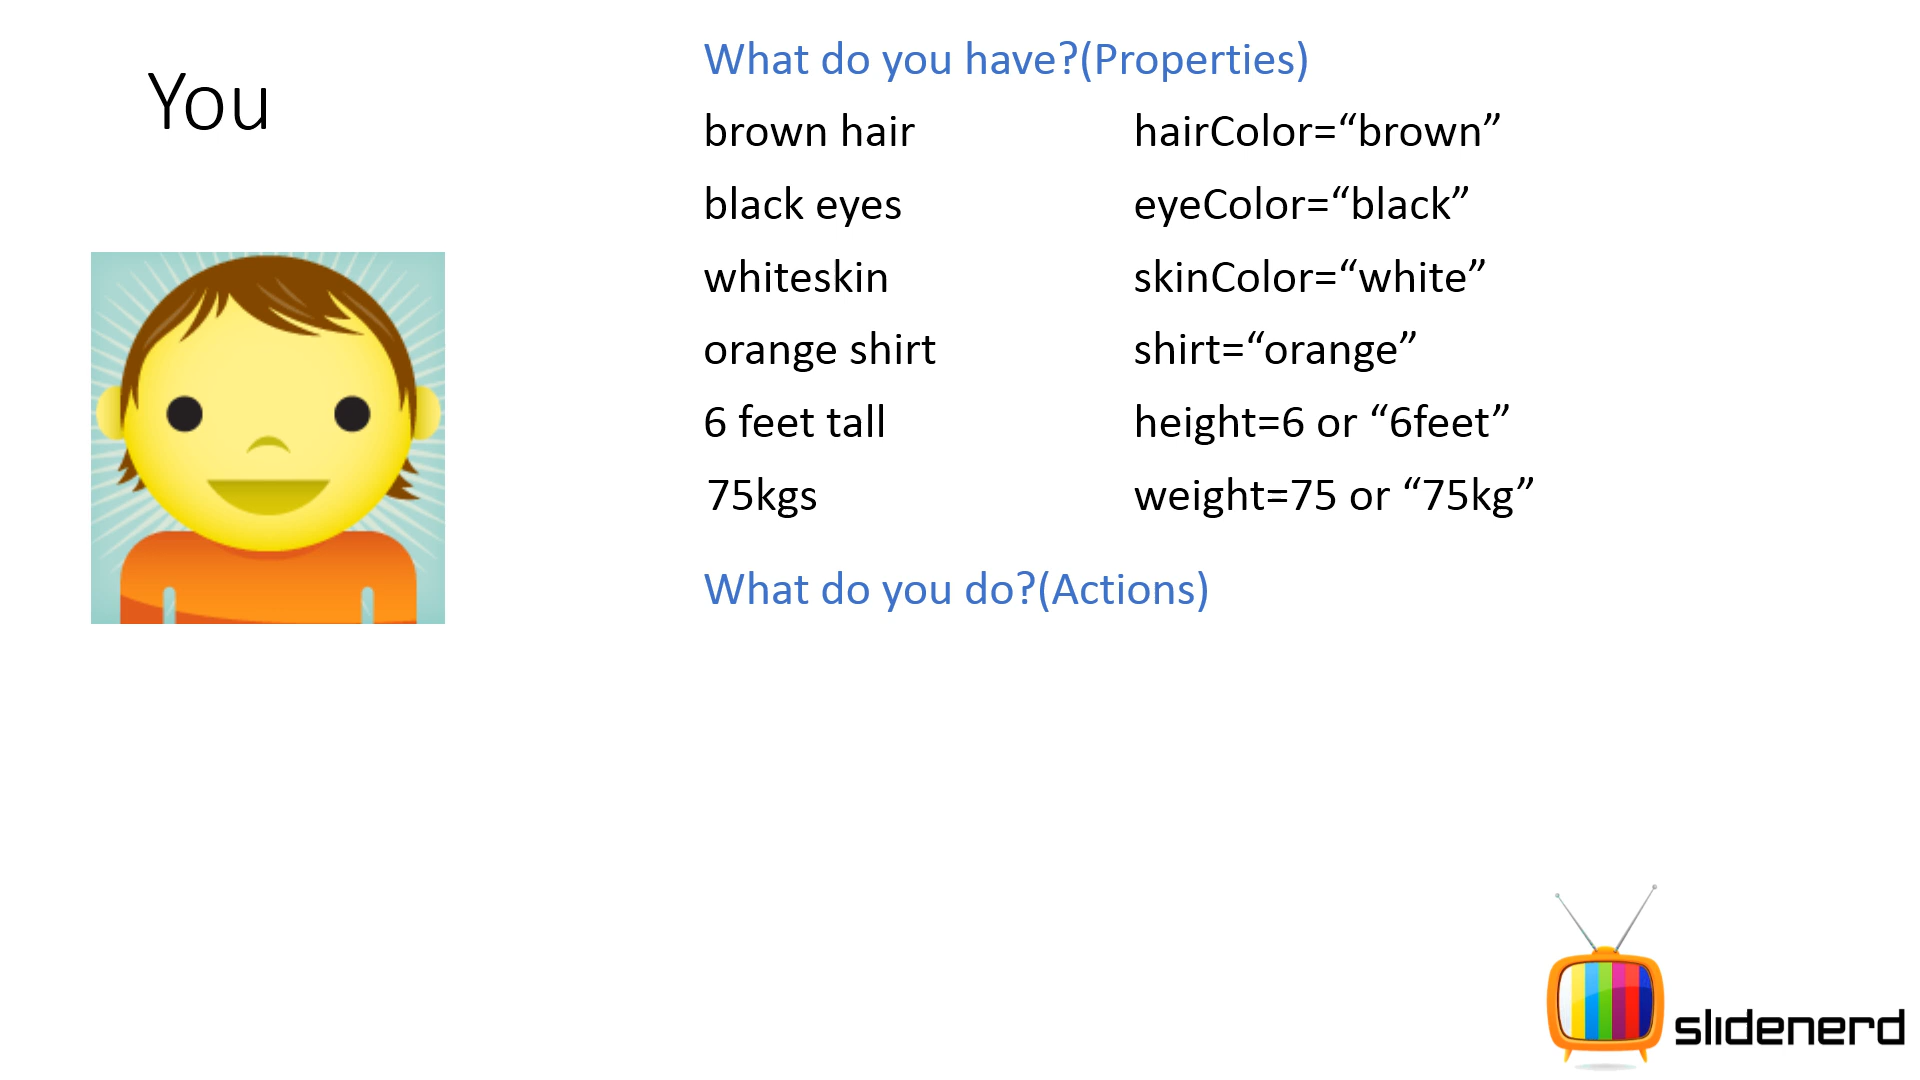 You
What do you have?(Properties)
brown hair hairColor=“brown”
black eyes eyeColor=“black”
whiteskin skinColor=“white”
orange shirt shirt=“orange”
6 feet tall height=6 or “6feet”
75kgs weight=75 or “75kg”
What do you do?(Actions)
slidenerd